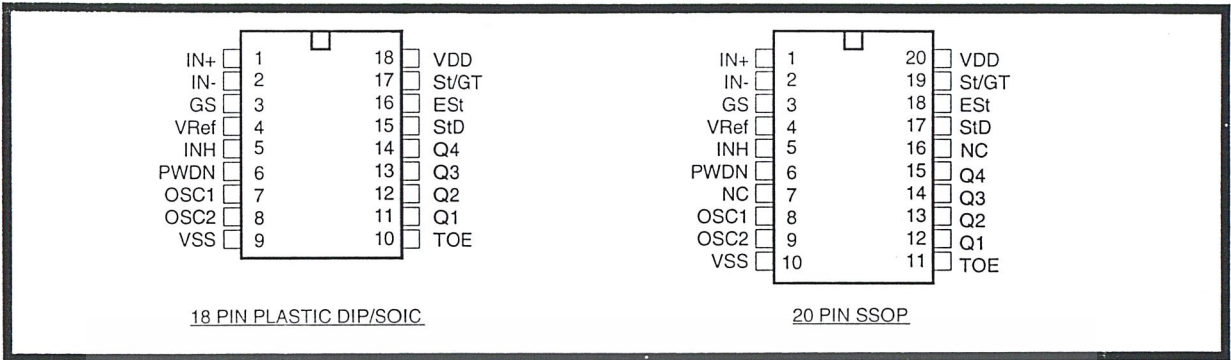 IN+ 1 18 VDD
IN- 2 17 St/GT
GS 3 16 ESt
VRef 4 15 StD
INH 5 14 Q4
PWDN 6 13 Q3
OSC1 7 12 Q2
OSC2 8 11 Q1
VSS 9 10 TOE
18 PIN PLASTIC DIP/SOIC
IN+ 1 20 VDD
IN- 2 19 St/GT
GS 3 18 ESt
VRef 4 17 StD
INH 5 16 NC
PWDN 6 15 Q4
NC 7 14 Q3
OSC1 8 13 Q2
OSC2 9 12 Q1
VSS 10 11 TOE
20 PIN SSOP